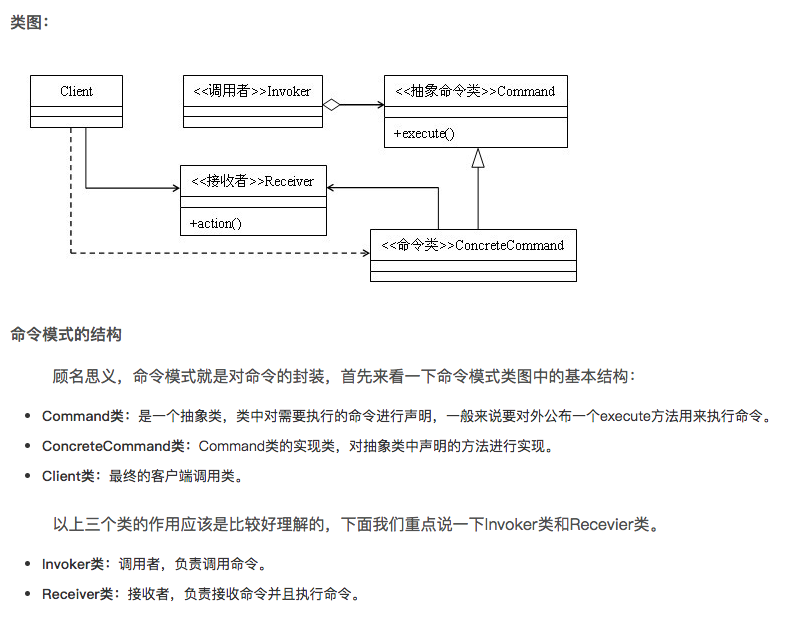 类图：
Client
<<调用者>>Invoker
<<抽象命令类>>Command
+execute()
<<接收者>>Receiver
+action()
<<命令类>>ConcreteCommand
命令模式的结构
顾名思义，命令模式就是对命令的封装，首先来看一下命令模式类图中的基本结构：
Command类：是一个抽象类，类中对需要执行的命令进行声明，一般来说要对外公布一个execute方法用来执行命令。
ConcreteCommand类：Command类的实现类，对抽象类中声明的方法进行实现。
Client类：最终的客户端调用类。
以上三个类的作用应该是比较好理解的，下面我们重点说一下Invoker类和Recevier类。
Invoker类：调用者，负责调用命令。
Receiver类：接收者，负责接收命令并且执行命令。